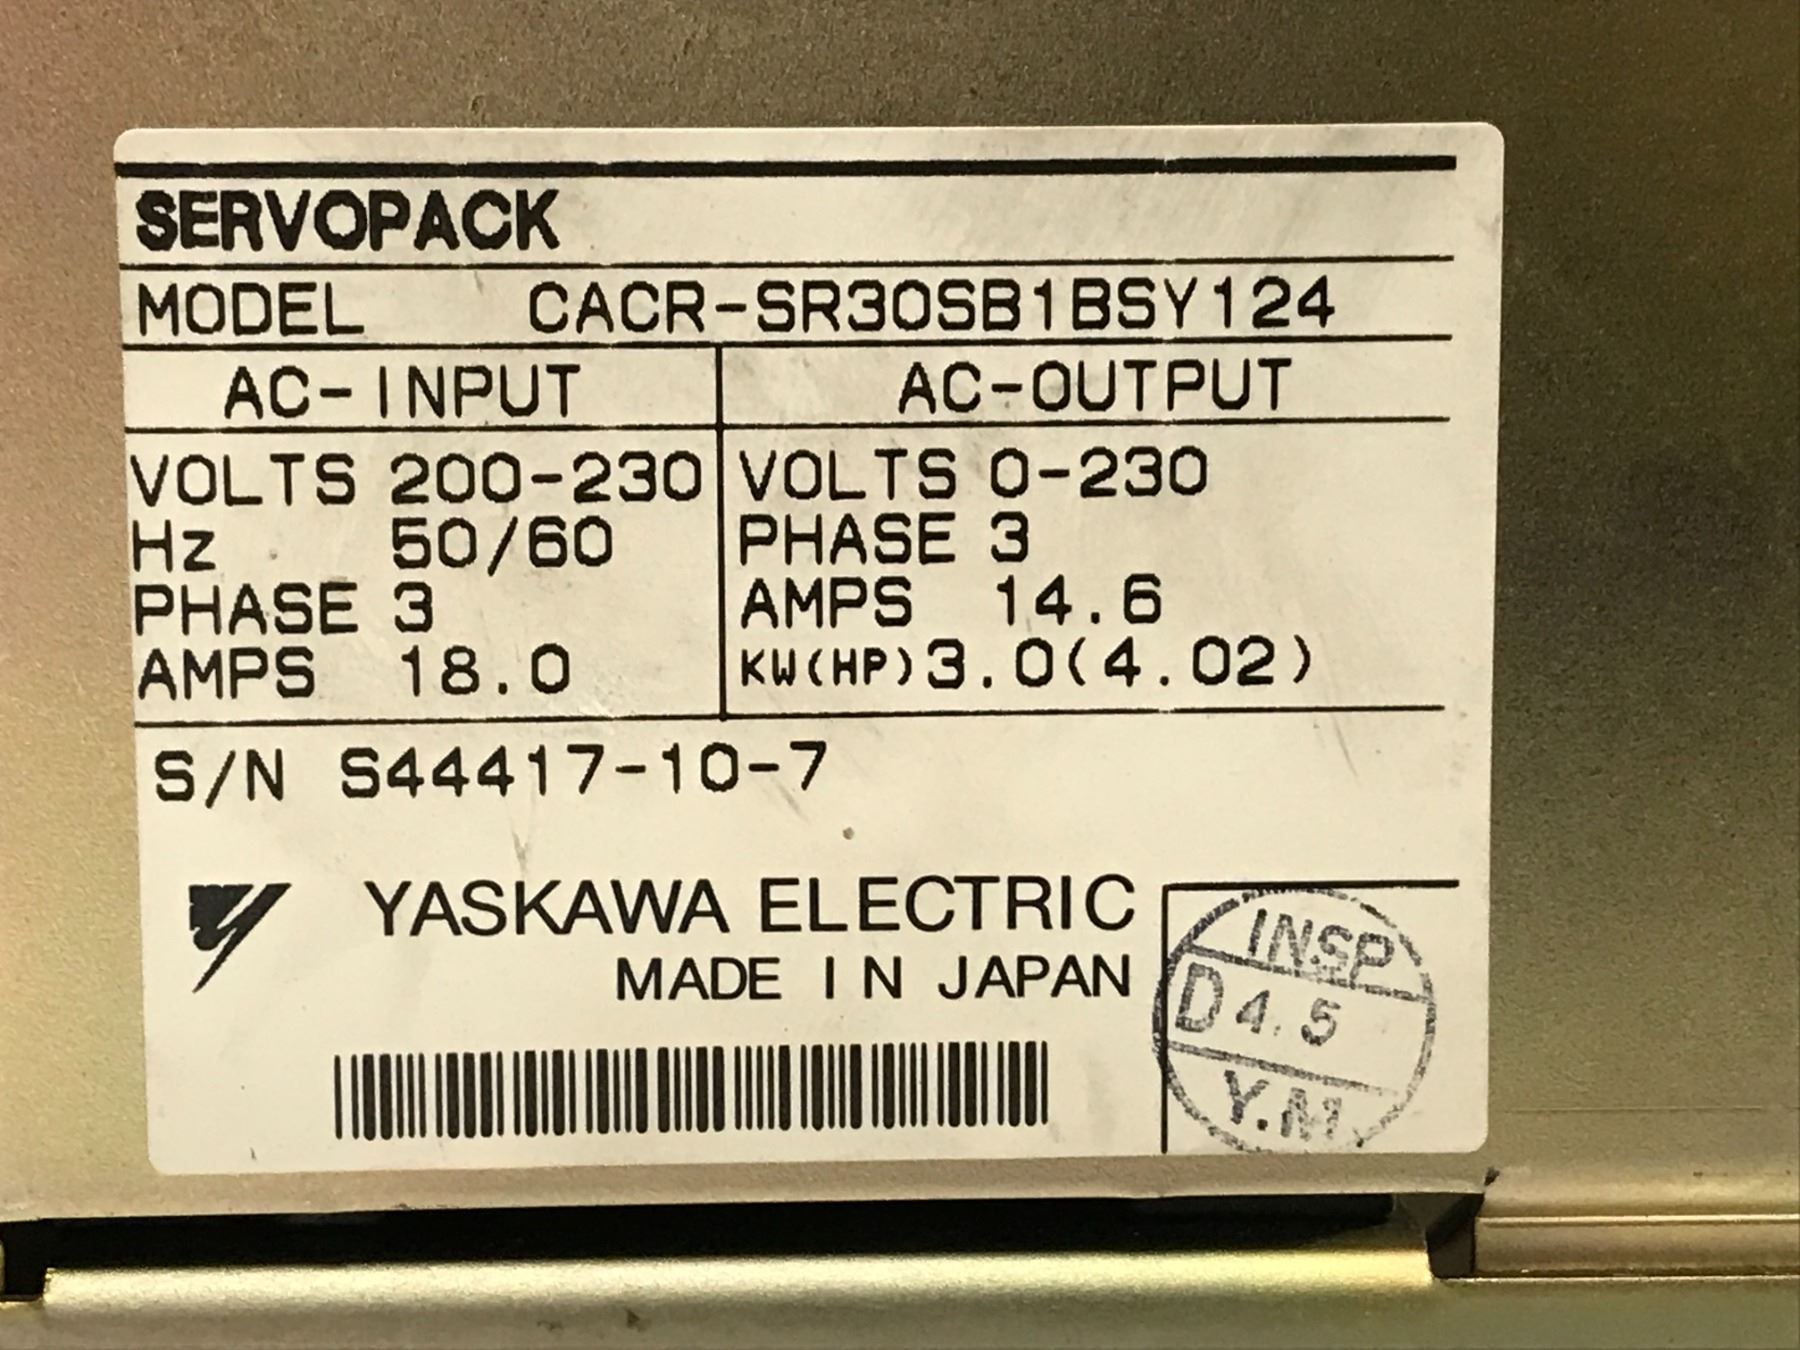 SERVOPACK
MODEL CACR-SR30SB1BSY124
AC-INPUT AC-OUTPUT
VOLTS 200-230 VOLTS 0-230
Hz 50/60 PHASE 3
PHASE 3 AMPS 14.6
AMPS 18.0 KW(HP)3.0(4.02)
S/N S44417-10-7
YASKAWA ELECTRIC
MADE IN JAPAN
INSP
D 4.5
Y.M